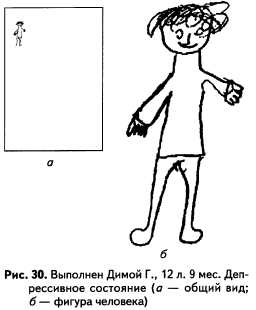 а
б
Рис. 30. Выполнен Димой Г., 12 л. 9 мес. Деп-
рессивное состояние (а — общий вид;
б — фигура человека)